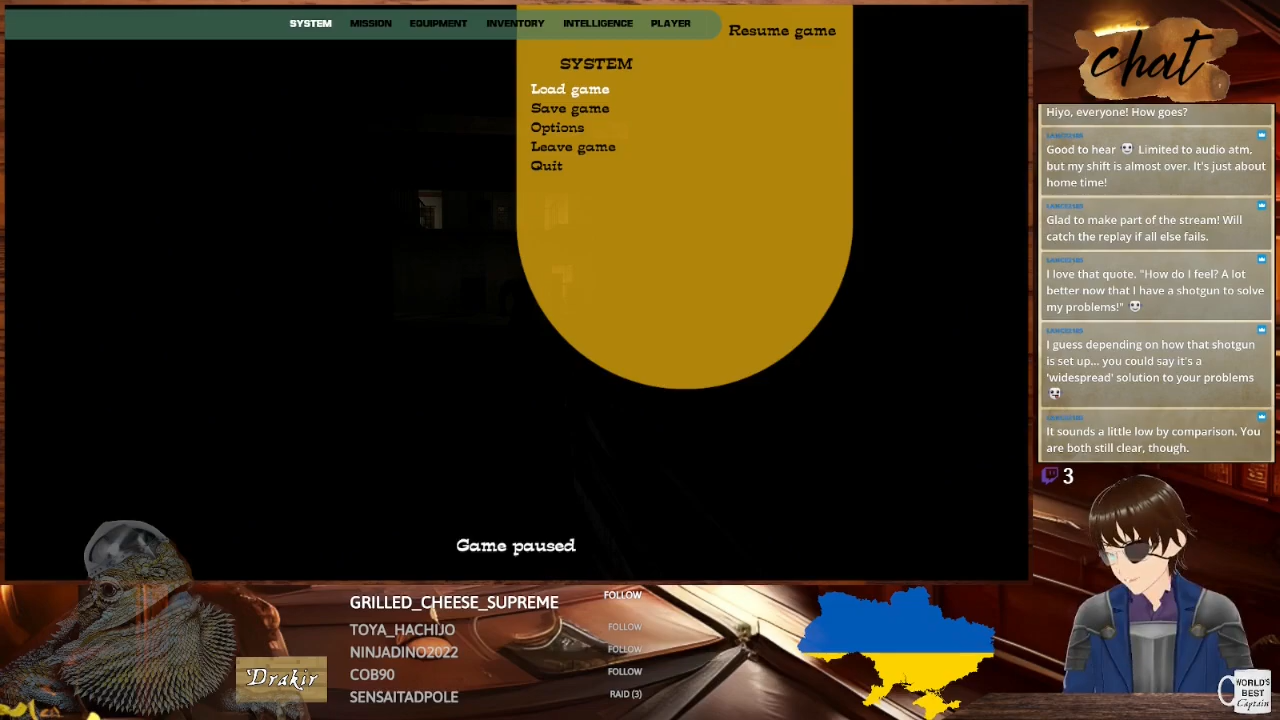 SYSTEM MISSION EQUIPMENT INVENTORY INTELLIGENCE PLAYER
Resume game
SYSTEM
Load game
Save game
Options
Leave game
Quit
Game paused
chat
Hiyo, everyone! How goes?
Good to hear Limited to audio atm,
but my shift is almost over. It's just about
home time!
Glad to make part of the stream! Will
catch the replay if all else fails.
I love that quote. "How do I feel? A lot
better now that I have a shotgun to solve
my problems!"
I guess depending on how that shotgun
is set up... you could say it's a
'widespread' solution to your problems
It sounds a little low by comparison. You
are both still clear, though.
3
Drakir
GRILLED_CHEESE_SUPREME FOLLOW
TOYA_HACHIJO FOLLOW
NINJADINO2022 FOLLOW
COB90 FOLLOW
SENSAITADPOLE RAID (3)
WORLD'S
BEST
Captain